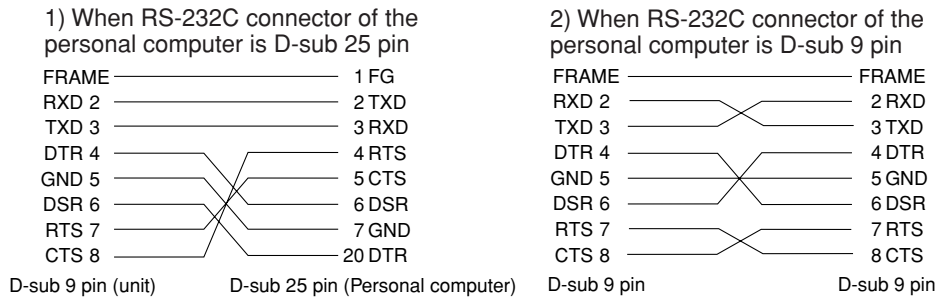 1) When RS-232C connector of the
personal computer is D-sub 25 pin
FRAME 1 FG
RXD 2 2 TXD
TXD 3 3 RXD
DTR 4 4 RTS
GND 5 5 CTS
DSR 6 6 DSR
RTS 7 7 GND
CTS 8 20 DTR
D-sub 9 pin (unit) D-sub 25 pin (Personal computer)
2) When RS-232C connector of the
personal computer is D-sub 9 pin
FRAME FRAME
RXD 2 2 RXD
TXD 3 3 TXD
DTR 4 4 DTR
GND 5 5 GND
DSR 6 6 DSR
RTS 7 7 RTS
CTS 8 8 CTS
D-sub 9 pin D-sub 9 pin